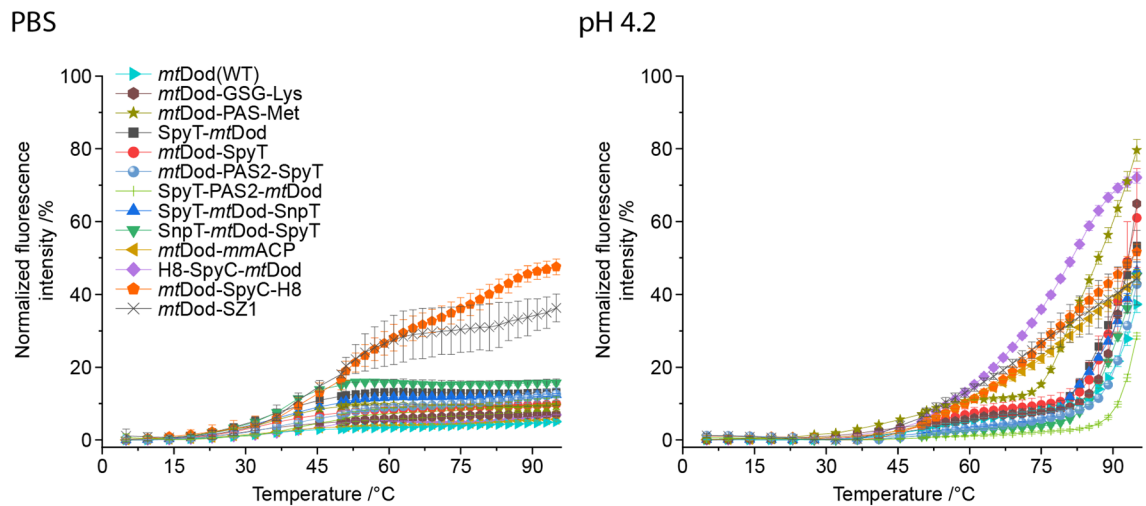 PBS
pH 4.2
Normalized fluorescence
intensity /%
100
80
60
40
20
0
mtDod(WT)
mtDod-GSG-Lys
mtDod-PAS-Met
SpyT-mtDod
mtDod-SpyT
mtDod-PAS2-SpyT
SpyT-PAS2-mtDod
SpyT-mtDod-SnpT
SnpT-mtDod-SpyT
mtDod-mmACP
H8-SpyC-mtDod
mtDod-SpyC-H8
mtDod-SZ1
0 15 30 45 60 75 90
Temperature /°C
Normalized fluorescence
intensity /%
100
80
60
40
20
0
0 15 30 45 60 75 90
Temperature /°C